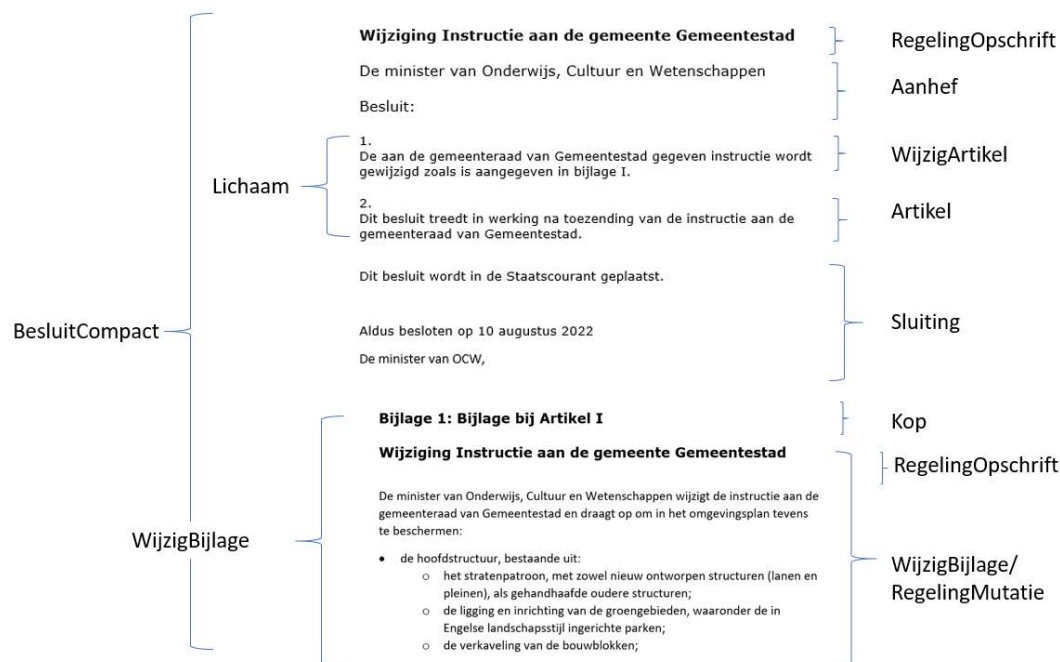 Wijziging Instructie aan de gemeente Gemeentestad
RegelingOpschrift
De minister van Onderwijs, Cultuur en Wetenschappen
Aanhef
Besluit:
1.
De aan de gemeenteraad van Gemeentestad gegeven instructie wordt
gewijzigd zoals is aangegeven in bijlage I.
WijzigArtikel
Lichaam
2.
Dit besluit treedt in werking na toezending van de instructie aan de
gemeenteraad van Gemeentestad.
Artikel
Dit besluit wordt in de Staatscourant geplaatst.
BesluitCompact
Aldus besloten op 10 augustus 2022
Sluiting
De minister van OCW,
Bijlage 1: Bijlage bij Artikel I
Kop
Wijziging Instructie aan de gemeente Gemeentestad
RegelingOpschrift
De minister van Onderwijs, Cultuur en Wetenschappen wijzigt de instructie aan de
gemeenteraad van Gemeentestad en draagt op om in het omgevingsplan tevens
te beschermen:
WijzigBijlage
• de hoofdstructuur, bestaande uit:
o het stratenpatroon, met zowel nieuw ontworpen structuren (lanen en
pleinen), als gehandhaafde oudere structuren;
o de ligging en inrichting van de groengebieden, waaronder de in
Engelse landschapsstijl ingerichte parken;
o de verkaveling van de bouwblokken;
WijzigBijlage/
RegelingMutatie